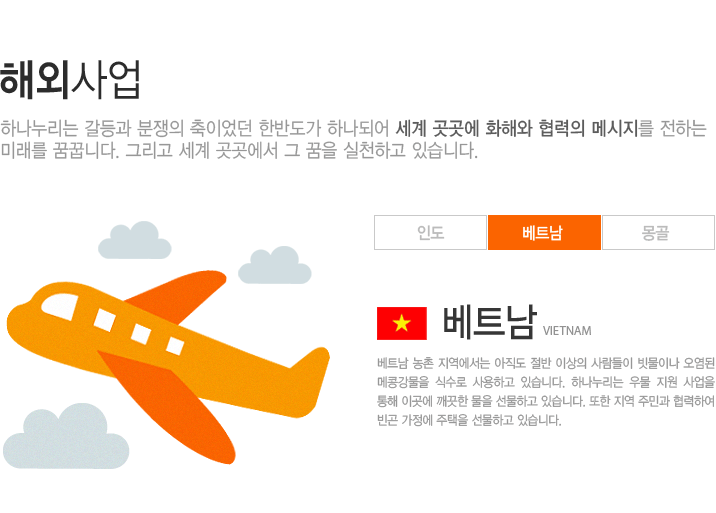 해외사업
하나누리는 갈등과 분쟁의 축이었던 한반도가 하나되어 세계 곳곳에 화해와 협력의 메시지를 전하는
미래를 꿈꿉니다. 그리고 세계 곳곳에서 그 꿈을 실천하고 있습니다.
인도 베트남 몽골
베트남 VIETNAM
베트남 농촌 지역에서는 아직도 절반 이상의 사람들이 빗물이나 오염된
메콩강물을 식수로 사용하고 있습니다. 하나누리는 우물 지원 사업을
통해 이곳에 깨끗한 물을 선물하고 있습니다. 또한 지역 주민과 협력하여
빈곤 가정에 주택을 선물하고 있습니다.